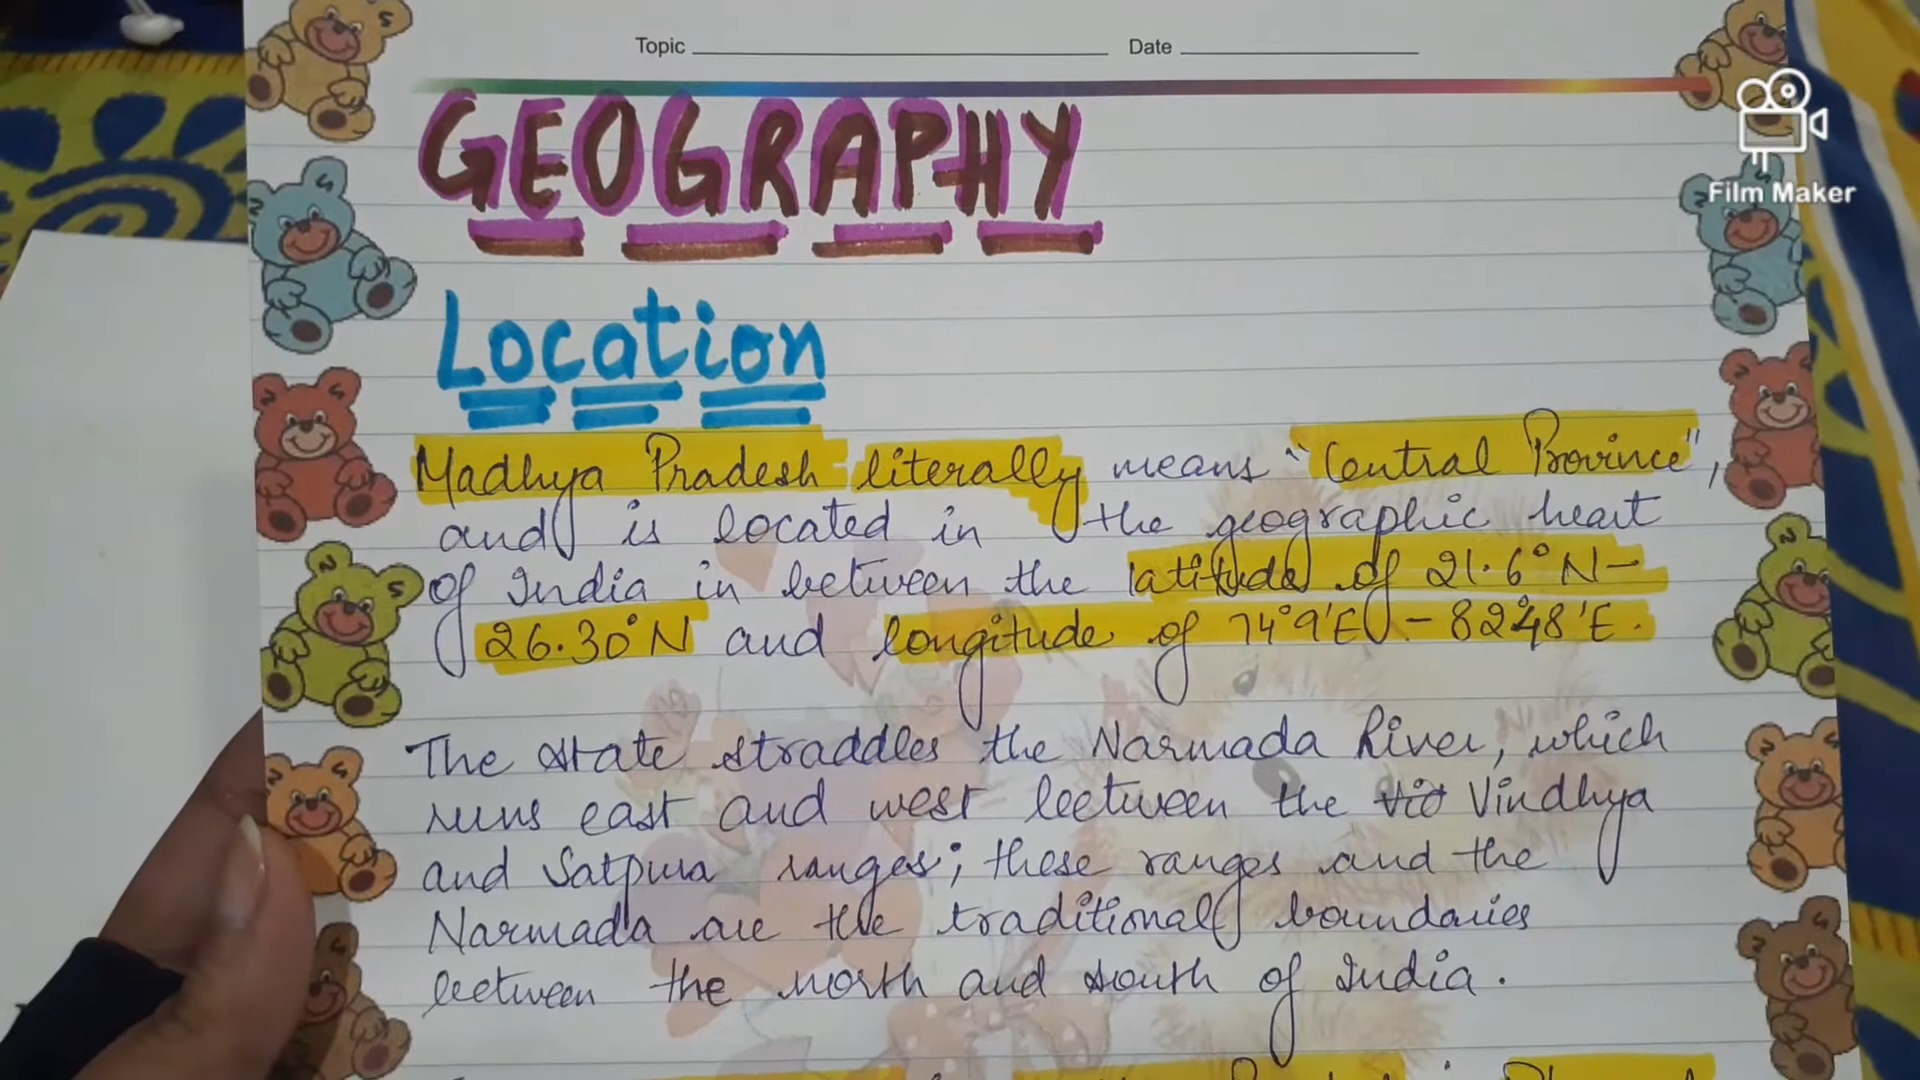 Topic Date
Film Maker
GEOGRAPHY
Location
Madhya Pradesh literally means "Central Province",
and is located in the geographic heart
of India in between the latitude of 21.6°N-
26.30°N and longitude of 74°9'E - 82°48'E.
The state straddles the Narmada River, which
runs east and west between the Vindhya
and Satpura ranges; these ranges and the
Narmada are the traditional boundaries
between the north and south of India.